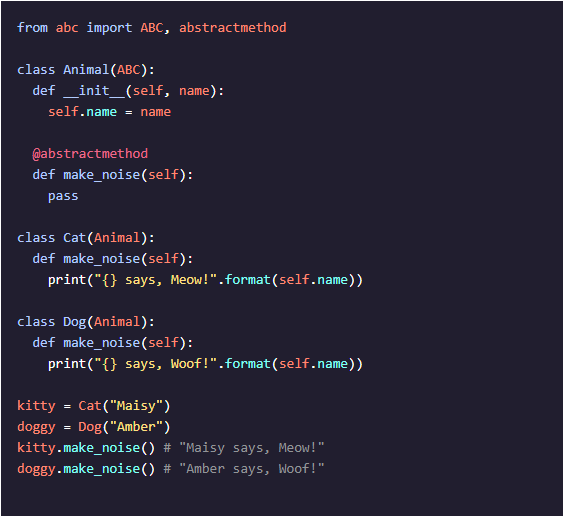 from abc import ABC, abstractmethod

class Animal(ABC):
  def __init__(self, name):
    self.name = name

  @abstractmethod
  def make_noise(self):
    pass

class Cat(Animal):
  def make_noise(self):
    print("{} says, Meow!".format(self.name))

class Dog(Animal):
  def make_noise(self):
    print("{} says, Woof!".format(self.name))

kitty = Cat("Maisy")
doggy = Dog("Amber")
kitty.make_noise() # "Maisy says, Meow!"
doggy.make_noise() # "Amber says, Woof!"